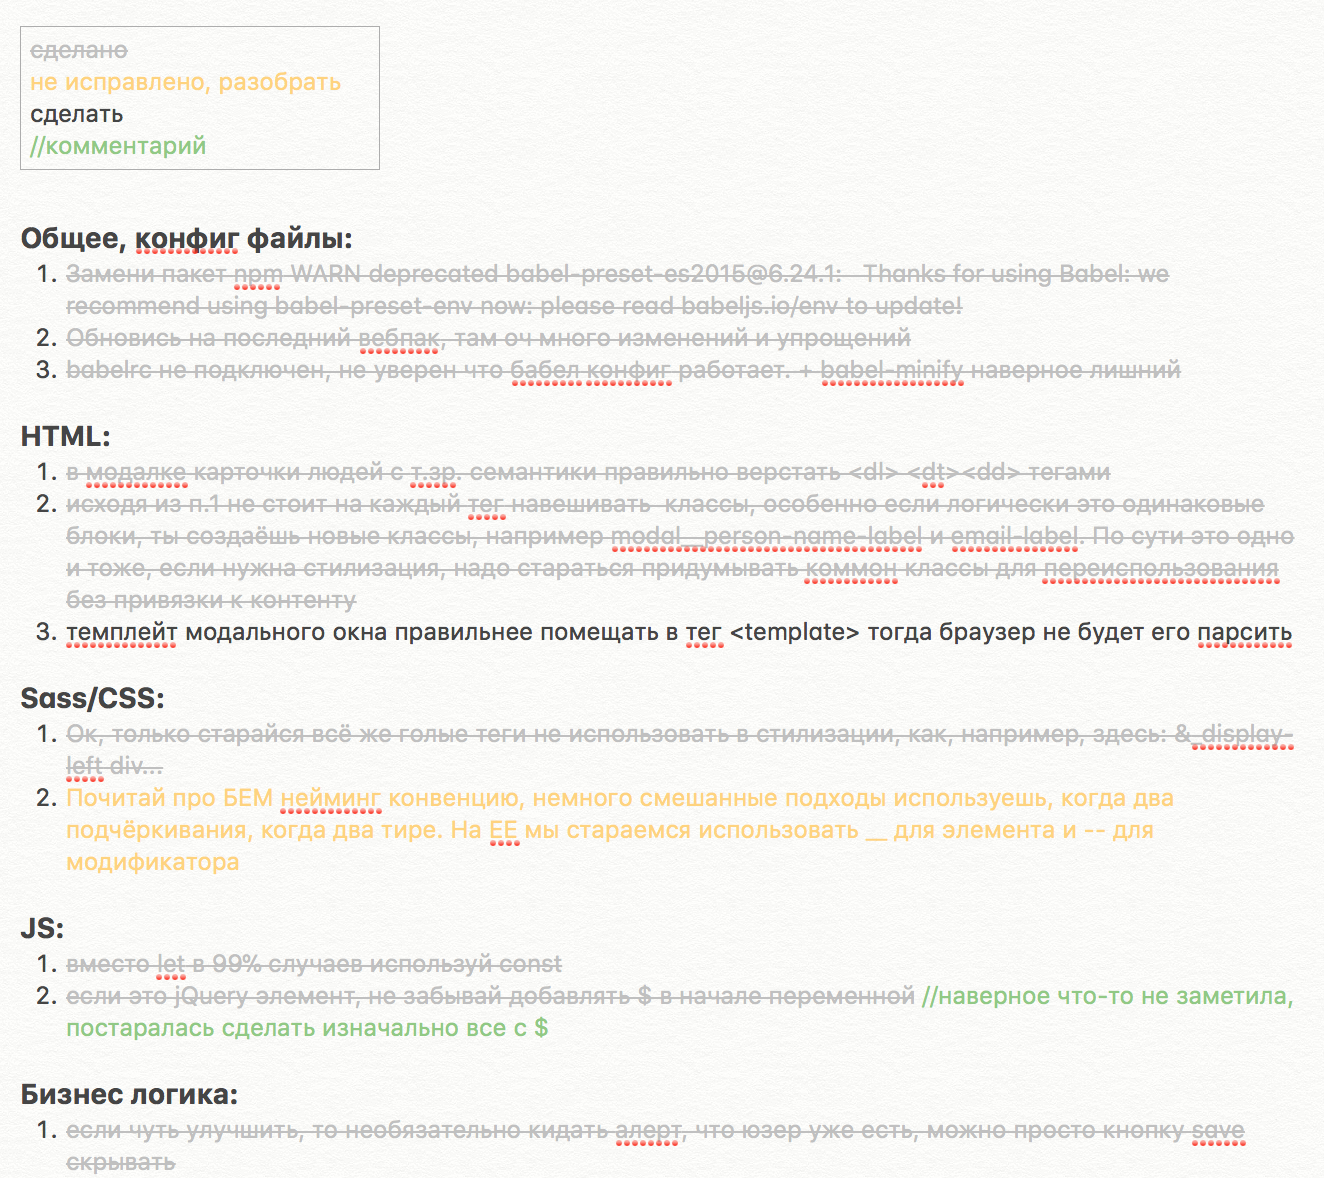 сделано
не исправлено, разобрать
сделать
//комментарий
Общее, конфиг файлы:
1. Замени пакет npm WARN deprecated babel-preset-es2015@6.24.1: Thanks for using Babel: we
recommend using babel-preset-env now: please read babeljs.io/env to update!
2. Обновись на последний вебпак, там оч много изменений и упрощений
3. babelrc не подключен, не уверен что бабел конфиг работает. + babel-minify наверное лишний
HTML:
1. в модалке карточки людей с т.зр. семантики правильно верстать <dl> <dt><dd> тегами
2. исходя из п.1 не стоит на каждый тег навешивать классы, особенно если логически это одинаковые
блоки, ты создаёшь новые классы, например modal__person-name-label и email-label. По сути это одно
и тоже, если нужна стилизация, надо стараться придумывать коммон классы для переиспользования
без привязки к контенту
3. темплейт модального окна правильнее помещать в тег <template> тогда браузер не будет его парсить
Sass/CSS:
1. Ок, только старайся всё же голые теги не использовать в стилизации, как, например, здесь: &_display-
left div...
2. Почитай про БЕМ нейминг конвенцию, немного смешанные подходы используешь, когда два
подчёркивания, когда два тире. На ЕЕ мы стараемся использовать __ для элемента и -- для
модификатора
JS:
1. вместо let в 99% случаев используй const
2. если это jQuery элемент, не забывай добавлять $ в начале переменной //наверное что-то не заметила,
постаралась сделать изначально все с $
Бизнес логика:
1. если чуть улучшить, то необязательно кидать алерт, что юзер уже есть, можно просто кнопку save
скрывать